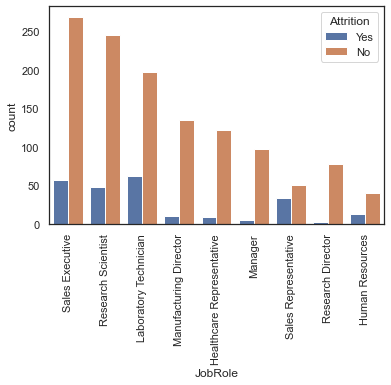 Attrition
Yes
No
count
250
200
150
100
50
0
Sales Executive
Research Scientist
Laboratory Technician
Manufacturing Director
Healthcare Representative
Manager
Sales Representative
Research Director
Human Resources
JobRole